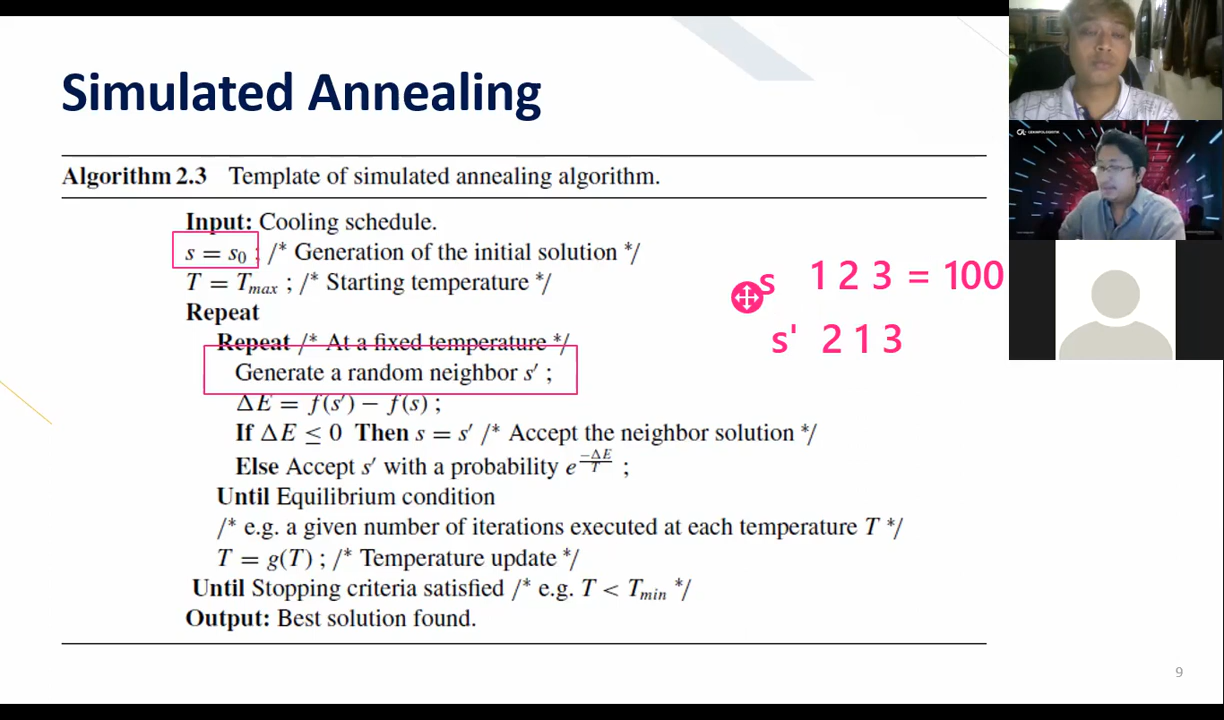 Simulated Annealing
Algorithm 2.3 Template of simulated annealing algorithm.
Input: Cooling schedule.
s = s₀ ; /* Generation of the initial solution */
T = Tₘₐₓ ; /* Starting temperature */
Repeat
Repeat /* At a fixed temperature */
Generate a random neighbor s′ ;
ΔE = f(s′) − f(s) ;
If ΔE ≤ 0 Then s = s′ /* Accept the neighbor solution */
Else Accept s′ with a probability e^(−ΔE/T) ;
Until Equilibrium condition
/* e.g. a given number of iterations executed at each temperature T */
T = g(T) ; /* Temperature update */
Until Stopping criteria satisfied /* e.g. T < Tₘᵢₙ */
Output: Best solution found.
s 1 2 3 = 100
s' 2 1 3
9